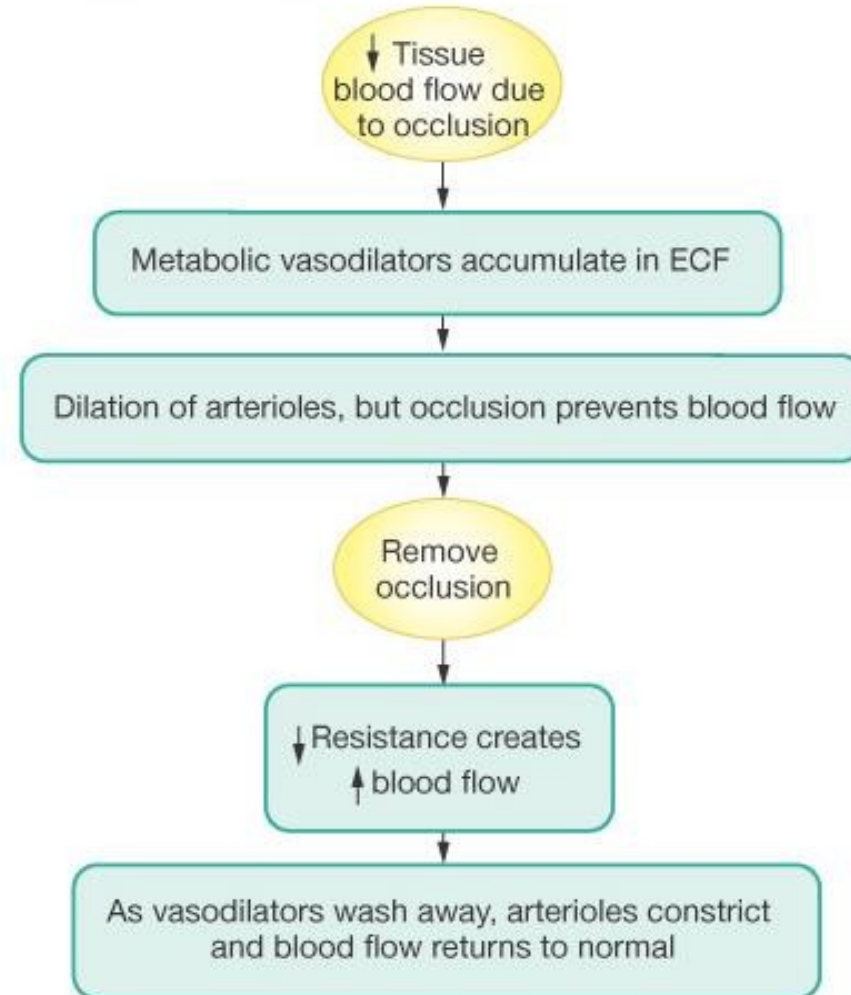 ↓ Tissue
blood flow due
to occlusion
Metabolic vasodilators accumulate in ECF
Dilation of arterioles, but occlusion prevents blood flow
Remove
occlusion
↓ Resistance creates
↑ blood flow
As vasodilators wash away, arterioles constrict
and blood flow returns to normal